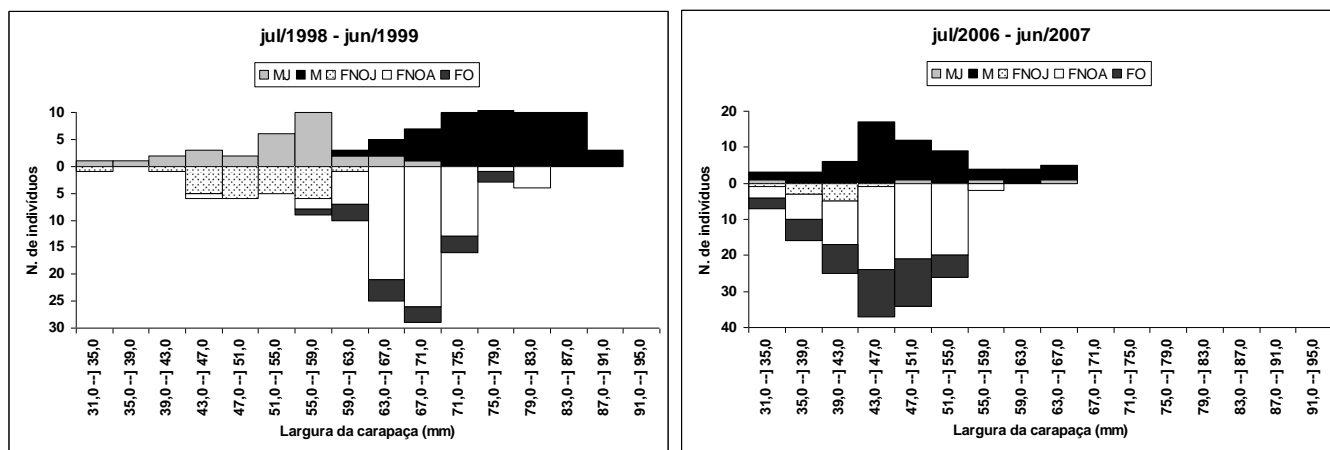 jul/1998 - jun/1999
MJ M FNOJ FNOA FO
N. de indivíduos
10
5
0
5
10
15
20
25
30
31,0 --] 35,0
35,0 --] 39,0
39,0 --] 43,0
43,0 --] 47,0
47,0 --] 51,0
51,0 --] 55,0
55,0 --] 59,0
59,0 --] 63,0
63,0 --] 67,0
67,0 --] 71,0
71,0 --] 75,0
75,0 --] 79,0
79,0 --] 83,0
83,0 --] 87,0
87,0 --] 91,0
91,0 --] 95,0
Largura da carapaça (mm)
jul/2006 - jun/2007
MJ M FNOJ FNOA FO
N. de indivíduos
20
10
0
10
20
30
40
31,0 --] 35,0
35,0 --] 39,0
39,0 --] 43,0
43,0 --] 47,0
47,0 --] 51,0
51,0 --] 55,0
55,0 --] 59,0
59,0 --] 63,0
63,0 --] 67,0
67,0 --] 71,0
71,0 --] 75,0
75,0 --] 79,0
79,0 --] 83,0
83,0 --] 87,0
87,0 --] 91,0
91,0 --] 95,0
Largura da carapaça (mm)